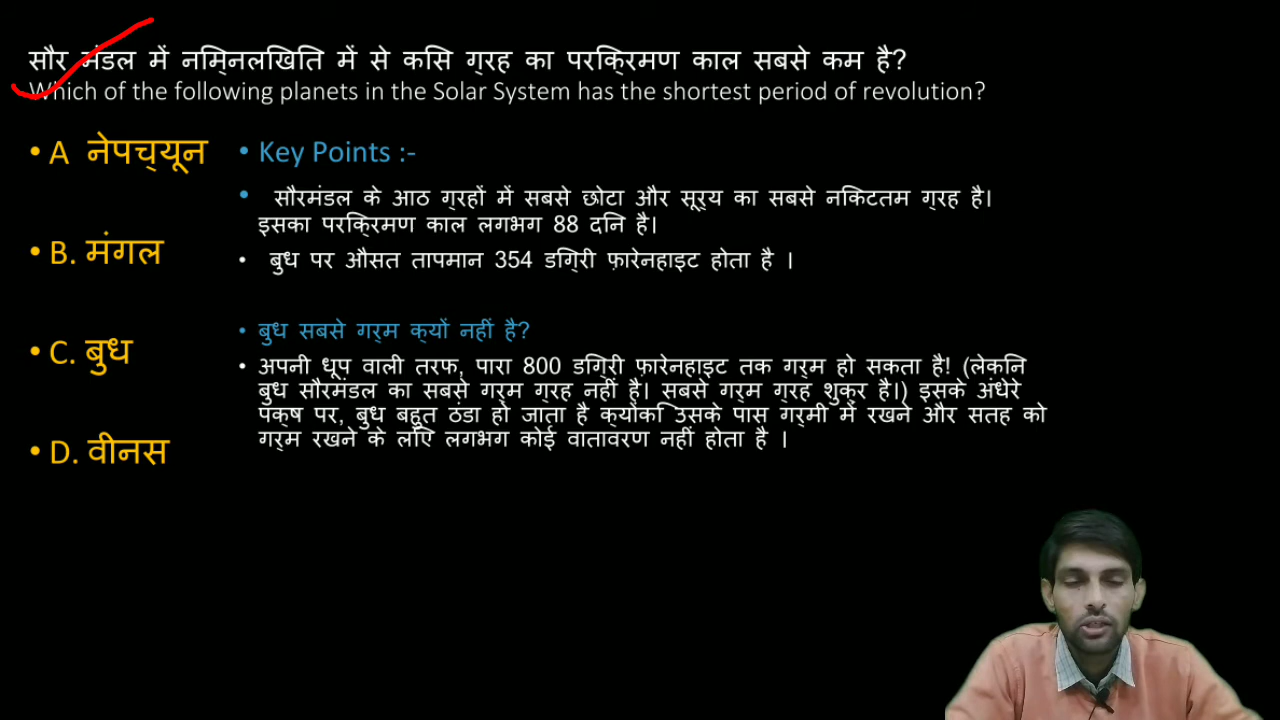 सौर मंडल में निम्नलिखित में से किस ग्रह का परिक्रमण काल सबसे कम है?
Which of the following planets in the Solar System has the shortest period of revolution?
• A नेपच्यून
• B. मंगल
• C. बुध
• D. वीनस
• Key Points :-
• सौरमंडल के आठ ग्रहों में सबसे छोटा और सूर्य का सबसे निकटतम ग्रह है।
इसका परिक्रमण काल लगभग 88 दिन है।
• बुध पर औसत तापमान 354 डिग्री फ़ारेनहाइट होता है ।
• बुध सबसे गर्म क्यों नहीं है?
• अपनी धूप वाली तरफ, पारा 800 डिग्री फ़ारेनहाइट तक गर्म हो सकता है! (लेकिन
बुध सौरमंडल का सबसे गर्म ग्रह नहीं है। सबसे गर्म ग्रह शुक्र है।) इसके अंधेरे
पक्ष पर, बुध बहुत ठंडा हो जाता है क्योंकि उसके पास गर्मी में रखने और सतह को
गर्म रखने के लिए लगभग कोई वातावरण नहीं होता है ।